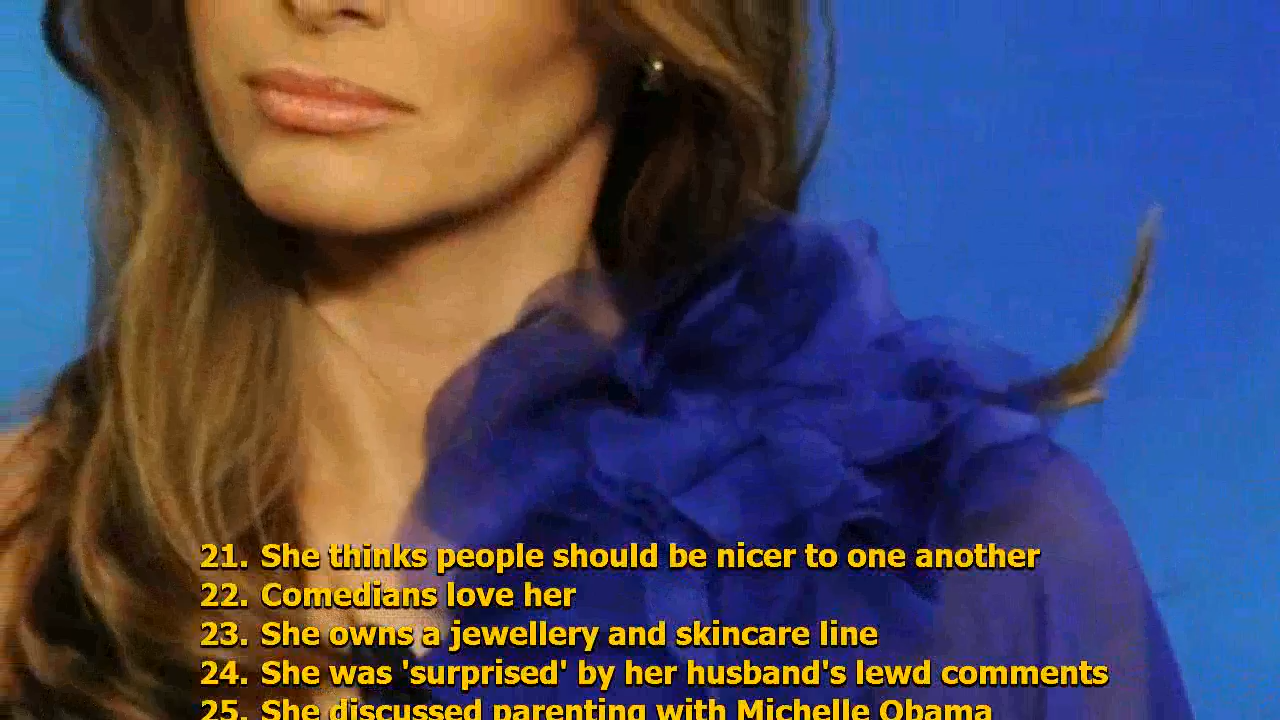 21. She thinks people should be nicer to one another
22. Comedians love her
23. She owns a jewellery and skincare line
24. She was 'surprised' by her husband's lewd comments
25. She discussed parenting with Michelle Obama